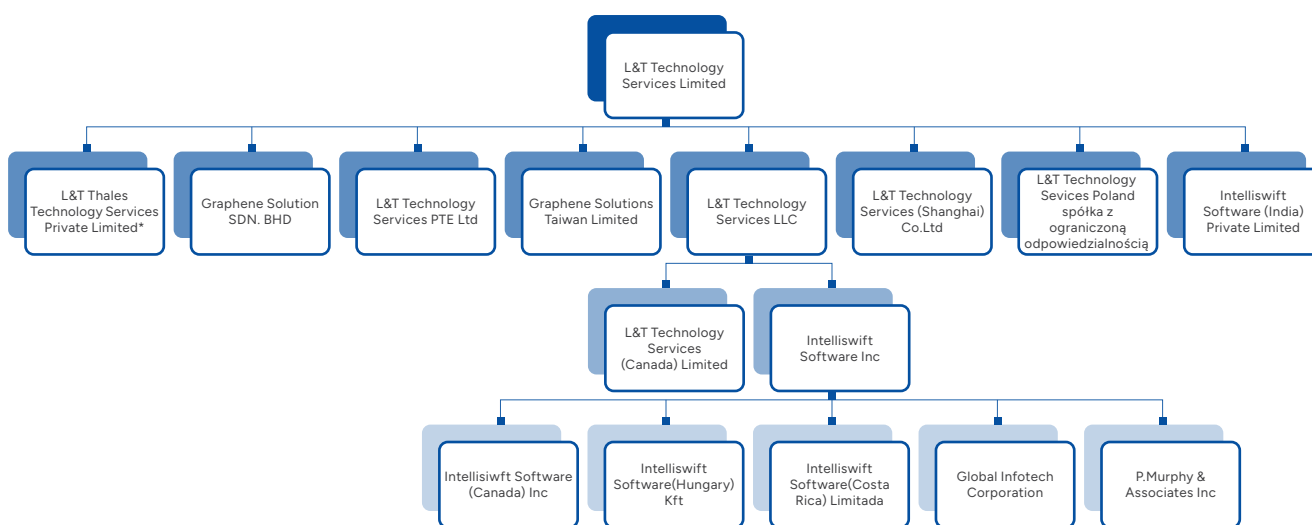 L&T Technology
Services Limited
L&T Thales
Technology Services
Private Limited*
Graphene Solution
SDN. BHD
L&T Technology
Services PTE Ltd
Graphene Solutions
Taiwan Limited
L&T Technology
Services LLC
L&T Technology
Services (Shanghai)
Co.Ltd
L&T Technology
Sevices Poland
spółka z
ograniczoną
odpowiedzialnością
Intelliswift
Software (India)
Private Limited
L&T Technology
Services
(Canada) Limited
Intelliswift
Software Inc
Intellisiwft Software
(Canada) Inc
Intelliswift
Software(Hungary)
Kft
Intelliswift
Software(Costa
Rica) Limitada
Global Infotech
Corporation
P.Murphy &
Associates Inc